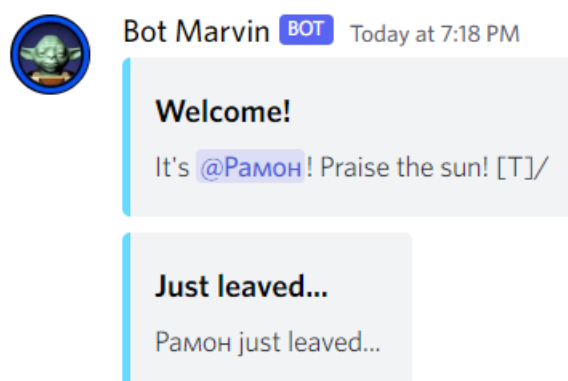 Bot Marvin BOT Today at 7:18 PM
Welcome!
It's @Рамон! Praise the sun! [T]/
Just leaved...
Рамон just leaved...